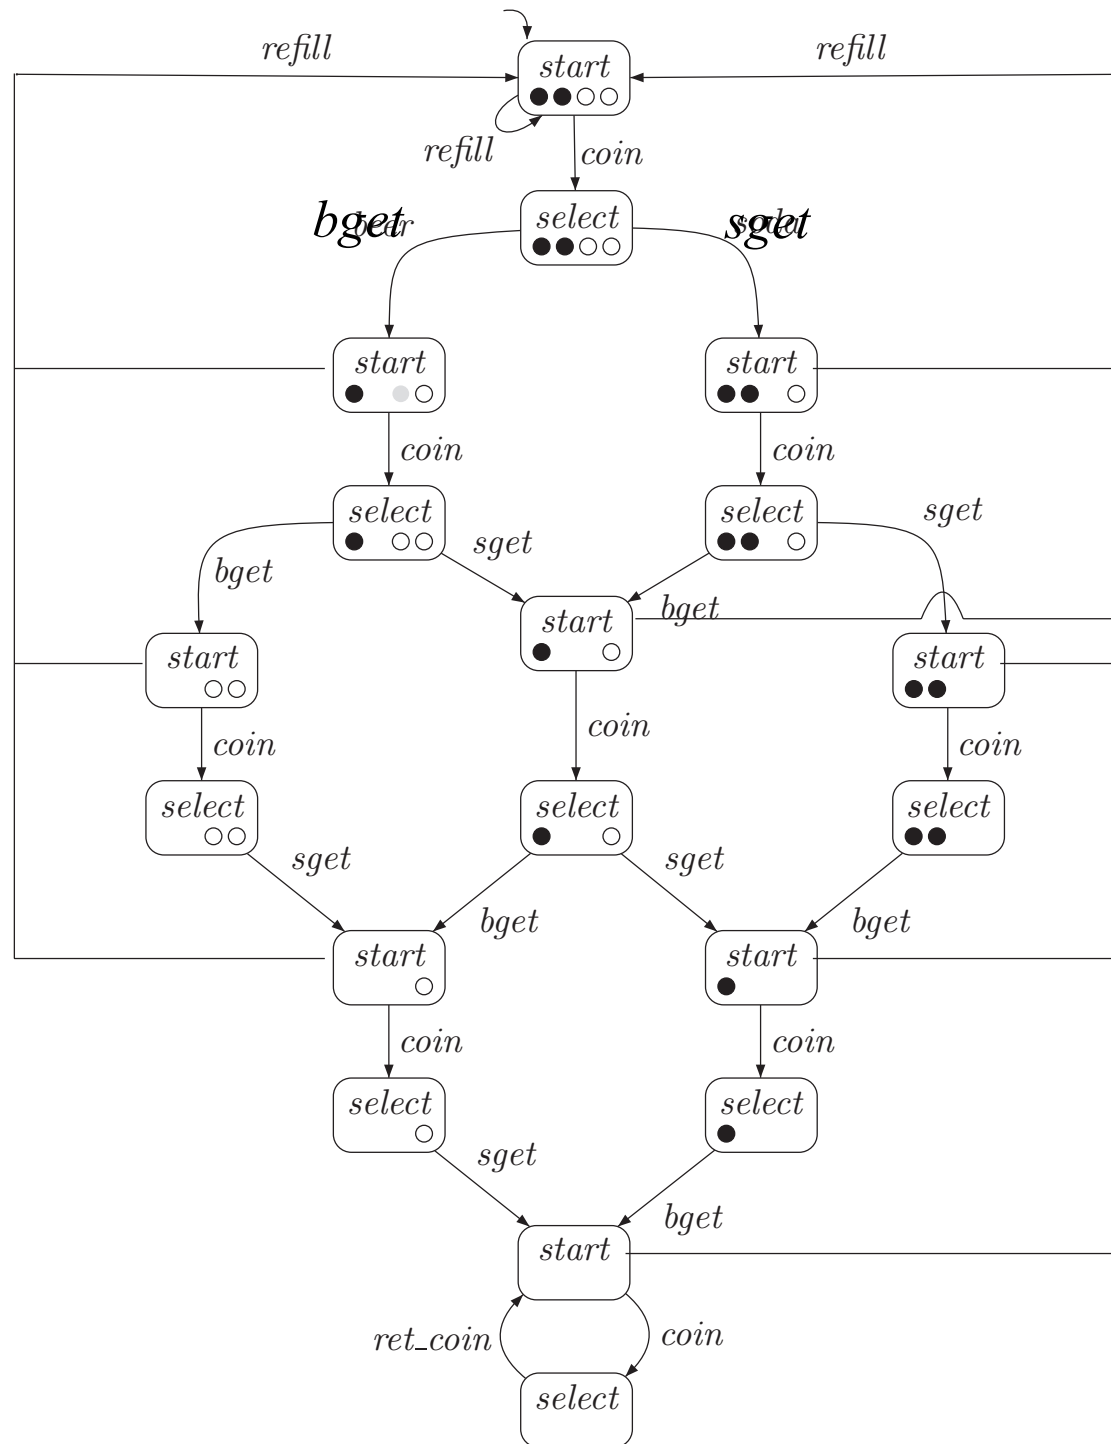 refill refill
start
refill coin
select
bget beer sget soda
start start
coin coin
select select
sget sget
bget
bget
start
start start
coin
coin coin
select select select
sget sget
bget bget
start start
coin coin
select select
sget
bget
start
ret_coin coin
select